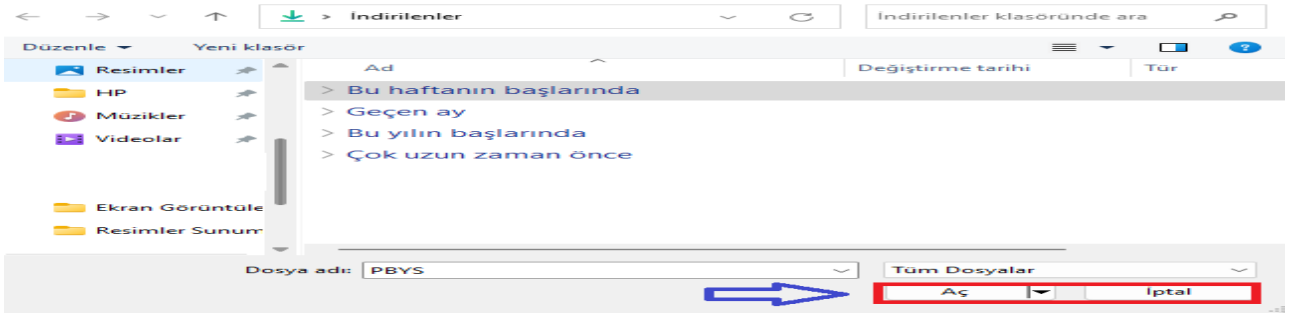 İndirilenler
İndirilenler klasöründe ara
Düzenle Yeni klasör
Ad Değiştirme tarihi Tür
Resimler
HP
Müzikler
Videolar
Ekran Görüntüle
Resimler Sunum
Bu haftanın başlarında
Geçen ay
Bu yılın başlarında
Çok uzun zaman önce
Dosya adı: PBYS Tüm Dosyalar
Aç İptal